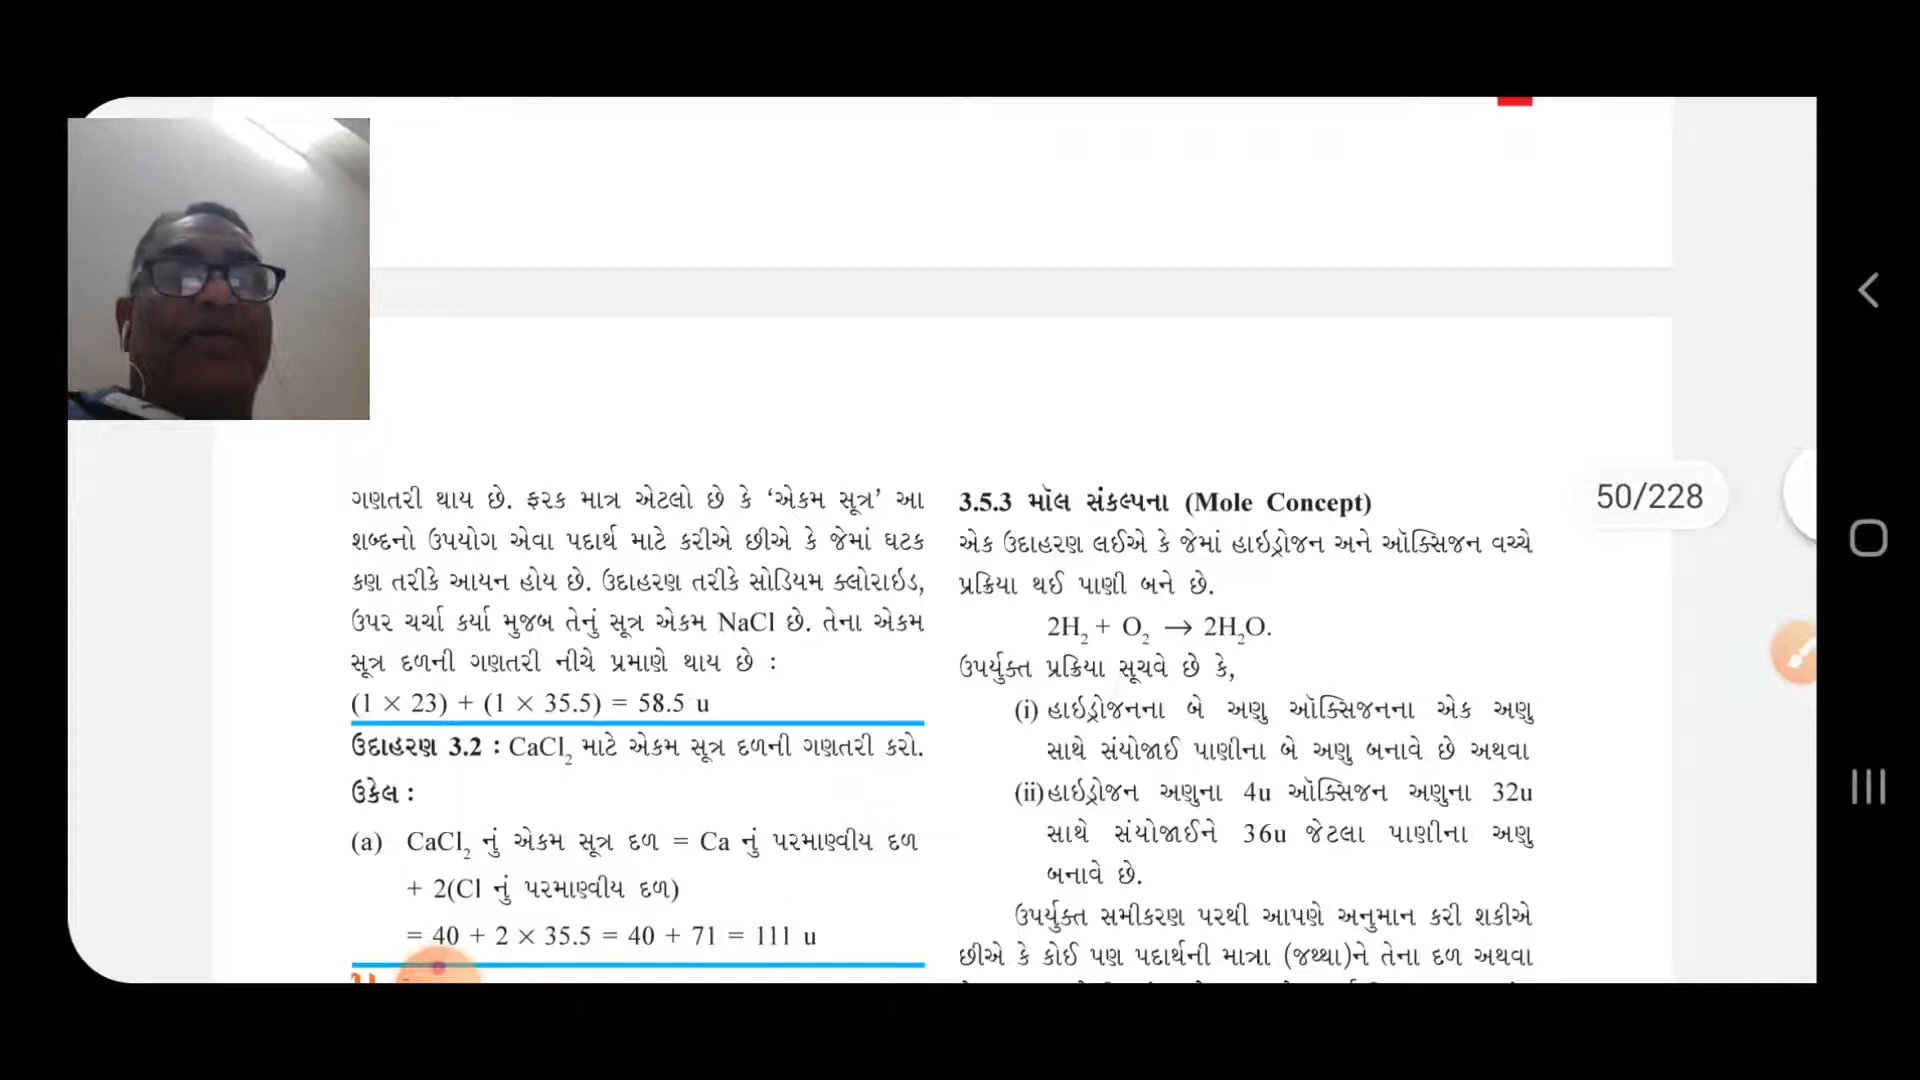 ગણતરી થાય છે. ફરક માત્ર એટલો છે કે ‘એકમ સૂત્ર’ આ
શબ્દનો ઉપયોગ એવા પદાર્થ માટે કરીએ છીએ કે જેમાં ઘટક
કણ તરીકે આયન હોય છે. ઉદાહરણ તરીકે સોડિયમ ક્લોરાઇડ,
ઉપર ચર્ચા કર્યા મુજબ તેનું સૂત્ર એકમ NaCl છે. તેના એકમ
સૂત્ર દળની ગણતરી નીચે પ્રમાણે થાય છે :
(1 × 23) + (1 × 35.5) = 58.5 u
ઉદાહરણ 3.2 : CaCl₂ માટે એકમ સૂત્ર દળની ગણતરી કરો.
ઉકેલ :
(a) CaCl₂ નું એકમ સૂત્ર દળ = Ca નું પરમાણ્વીય દળ
+ 2(Cl નું પરમાણ્વીય દળ)
= 40 + 2 × 35.5 = 40 + 71 = 111 u
3.5.3 મૉલ સંકલ્પના (Mole Concept)
એક ઉદાહરણ લઈએ કે જેમાં હાઇડ્રોજન અને ઑક્સિજન વચ્ચે
પ્રક્રિયા થઈ પાણી બને છે.
2H₂ + O₂ → 2H₂O.
ઉપર્યુક્ત પ્રક્રિયા સૂચવે છે કે,
(i) હાઇડ્રોજનના બે અણુ ઑક્સિજનના એક અણુ
સાથે સંયોજાઈ પાણીના બે અણુ બનાવે છે અથવા
(ii) હાઇડ્રોજન અણુના 4u ઑક્સિજન અણુના 32u
સાથે સંયોજાઈને 36u જેટલા પાણીના અણુ
બનાવે છે.
ઉપર્યુક્ત સમીકરણ પરથી આપણે અનુમાન કરી શકીએ
છીએ કે કોઈ પણ પદાર્થની માત્રા (જથ્થા)ને તેના દળ અથવા
50/228